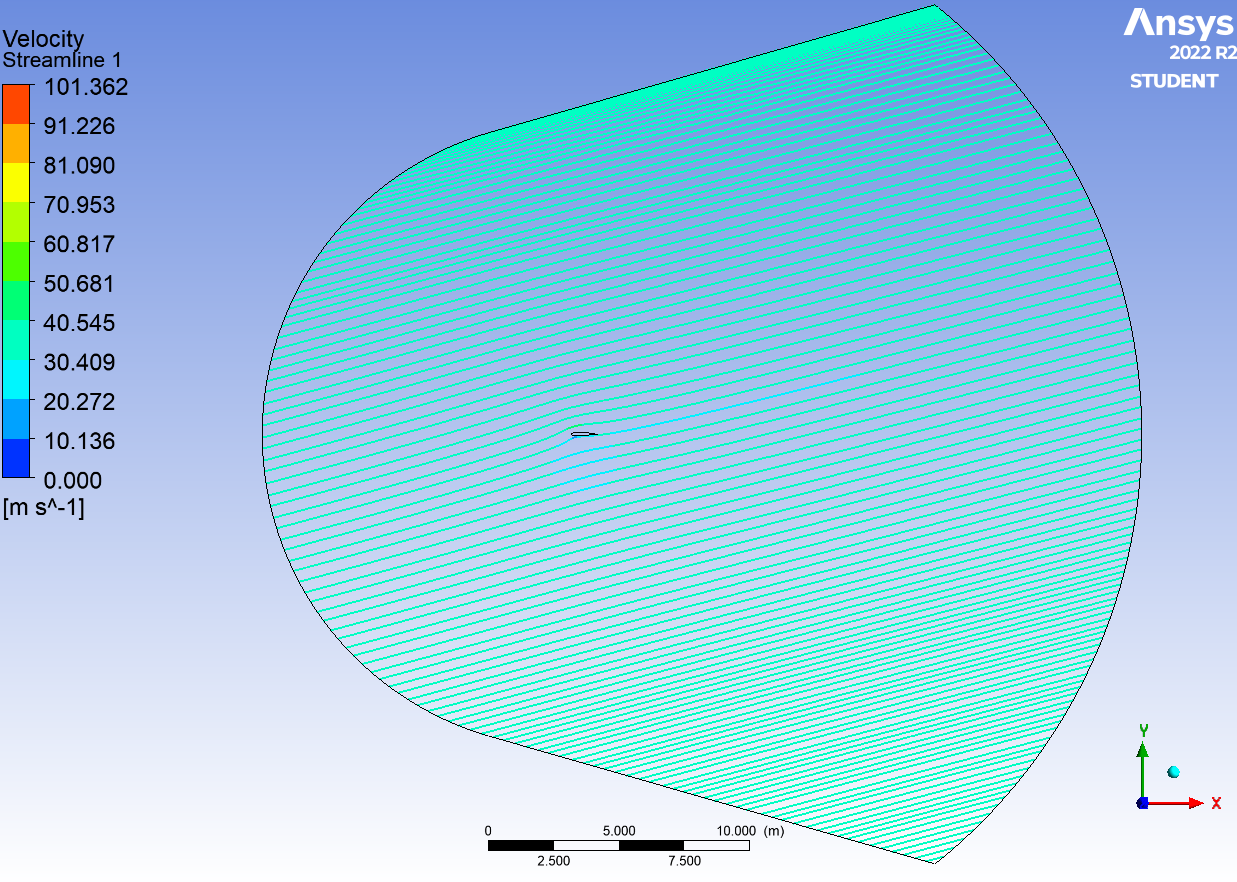 Velocity
Streamline 1
101.362
91.226
81.090
70.953
60.817
50.681
40.545
30.409
20.272
10.136
0.000
[m s^-1]
Ansys
2022 R2
STUDENT
0 5.000 10.000 (m)
2.500 7.500
Y
X